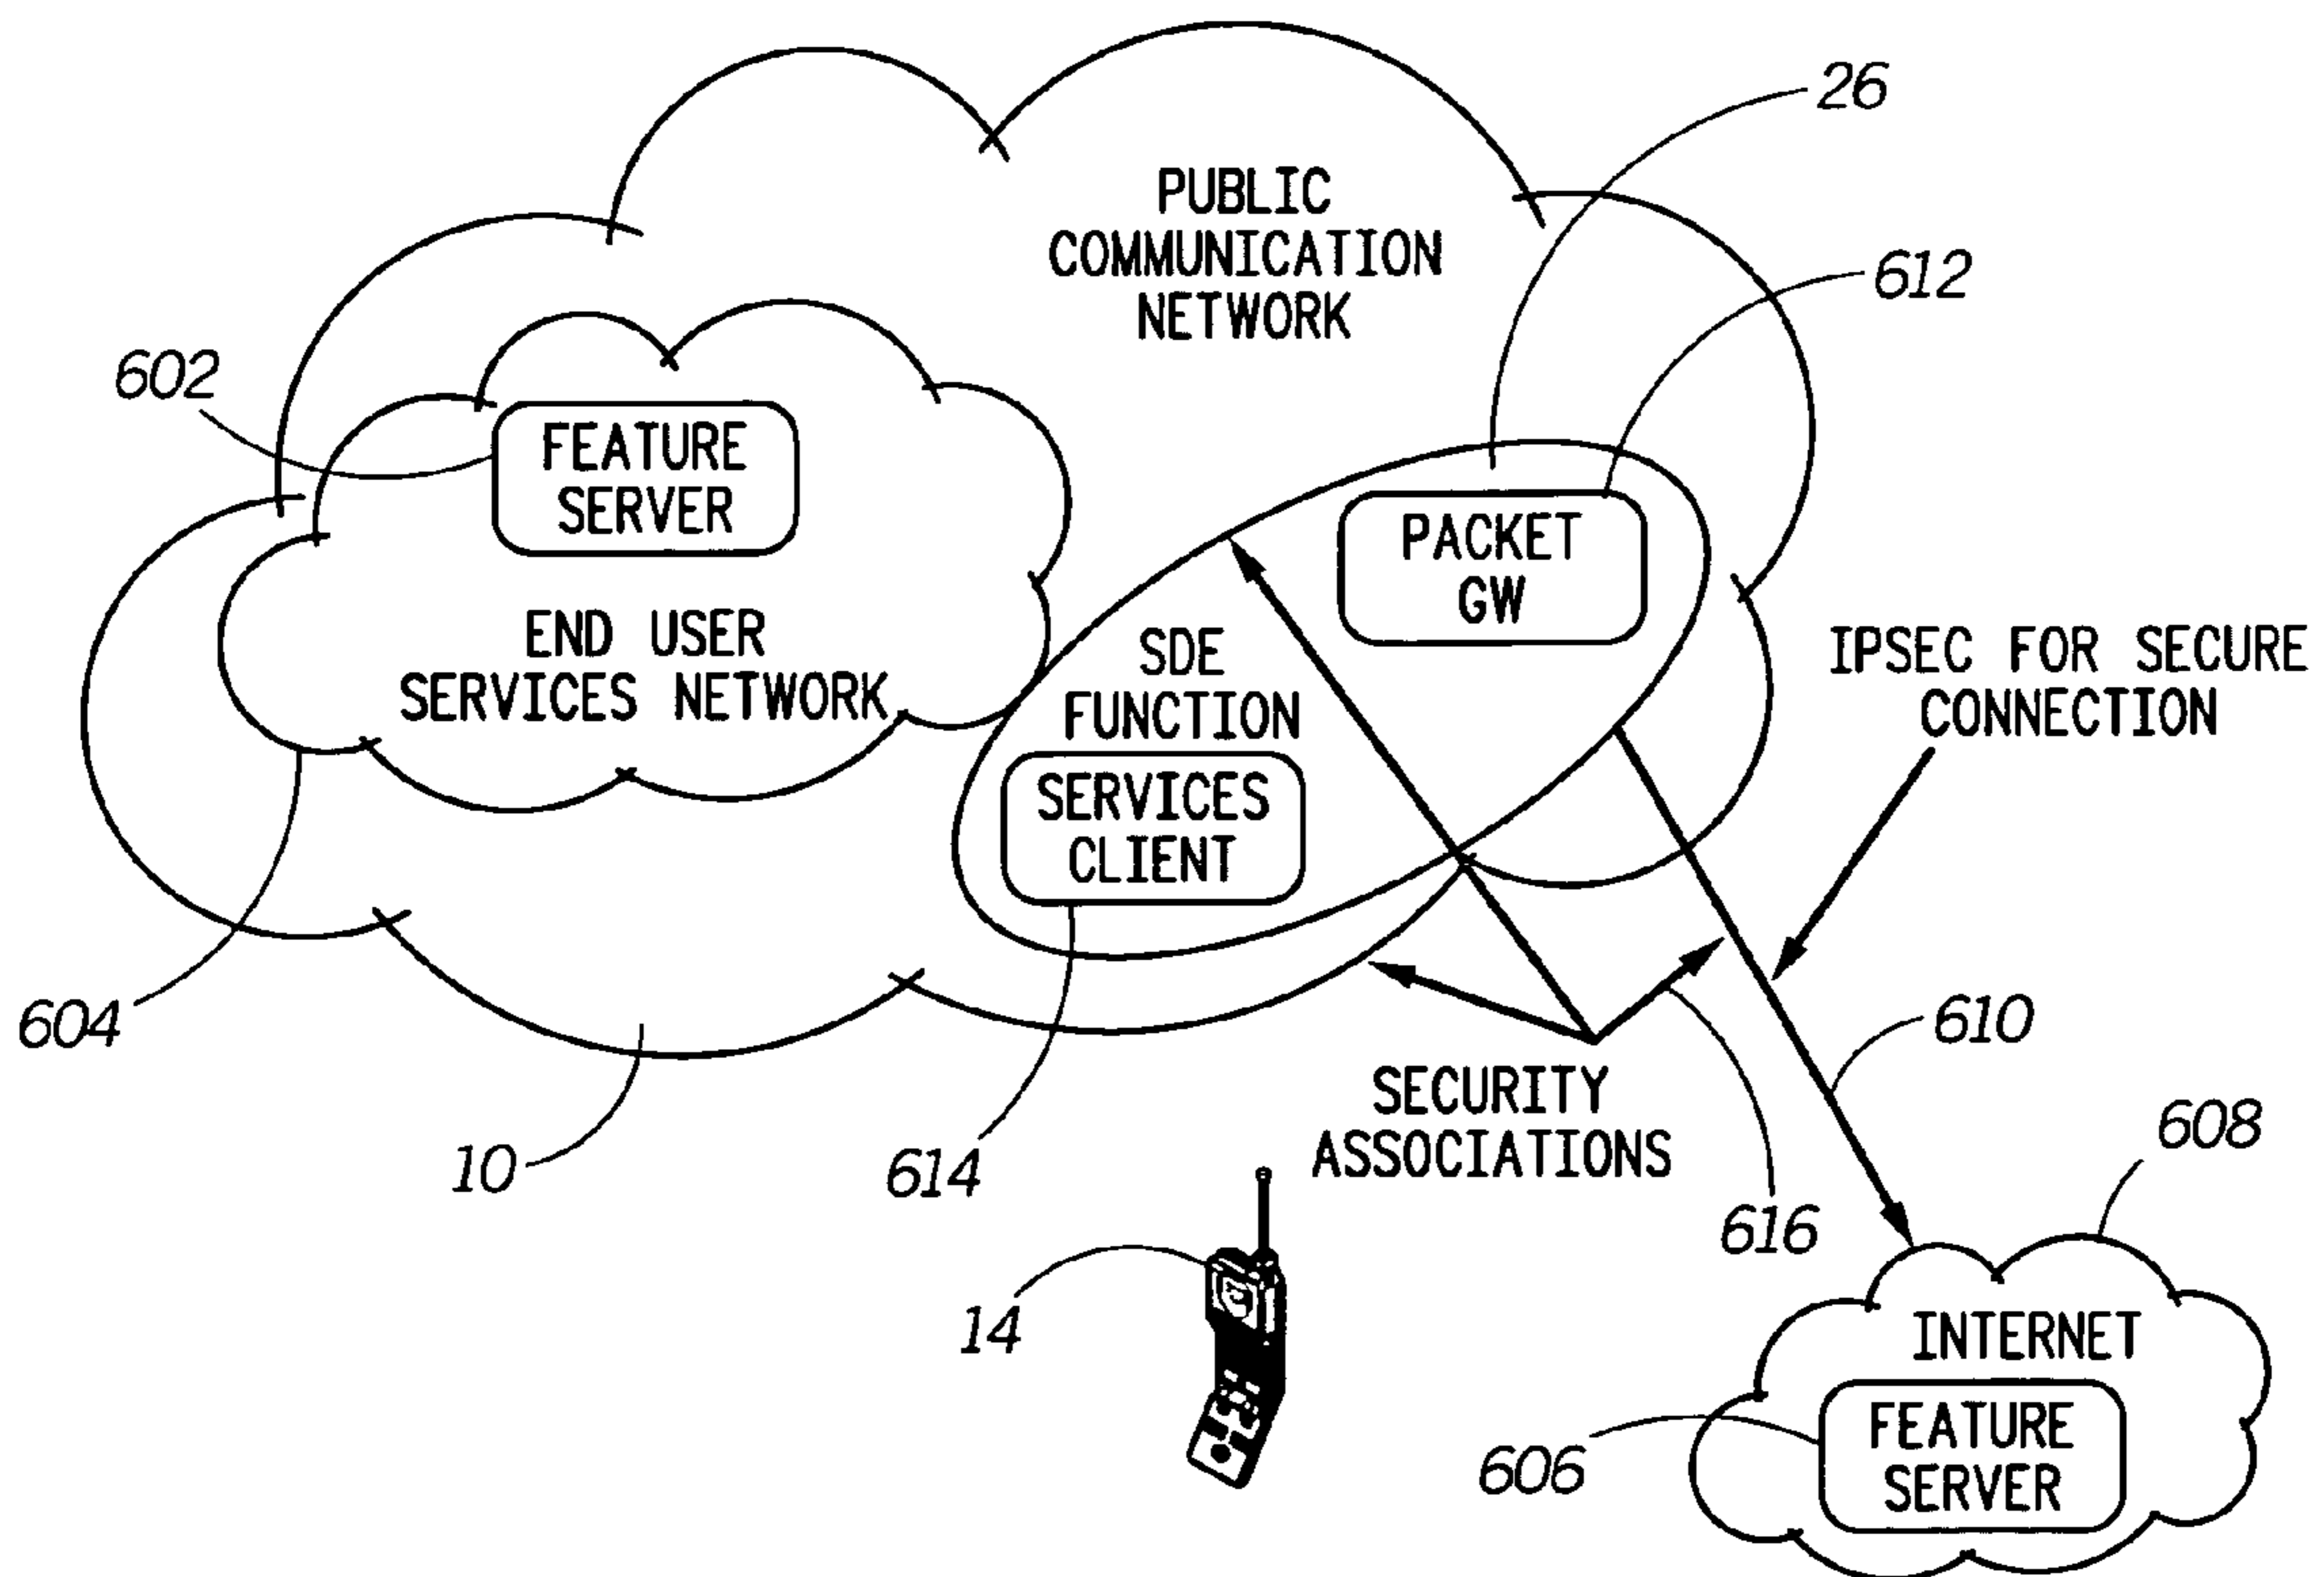 26
PUBLIC
COMMUNICATION
NETWORK
612
602
FEATURE
SERVER
PACKET
GW
END USER
SERVICES NETWORK
SDE
FUNCTION
IPSEC FOR SECURE
CONNECTION
SERVICES
CLIENT
604
610
10
614
SECURITY
ASSOCIATIONS
608
616
14
INTERNET
606
FEATURE
SERVER